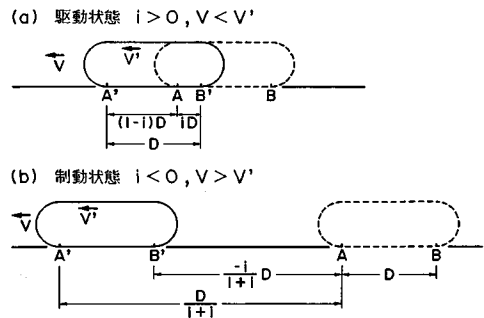 (a) 駆動状態 i>0, V<V'
V
V'
A' A B' B
(1-i)D iD
D
(b) 制動状態 i<0, V>V'
V
V'
A' B' A B
-i/1+i D D
D/1+i